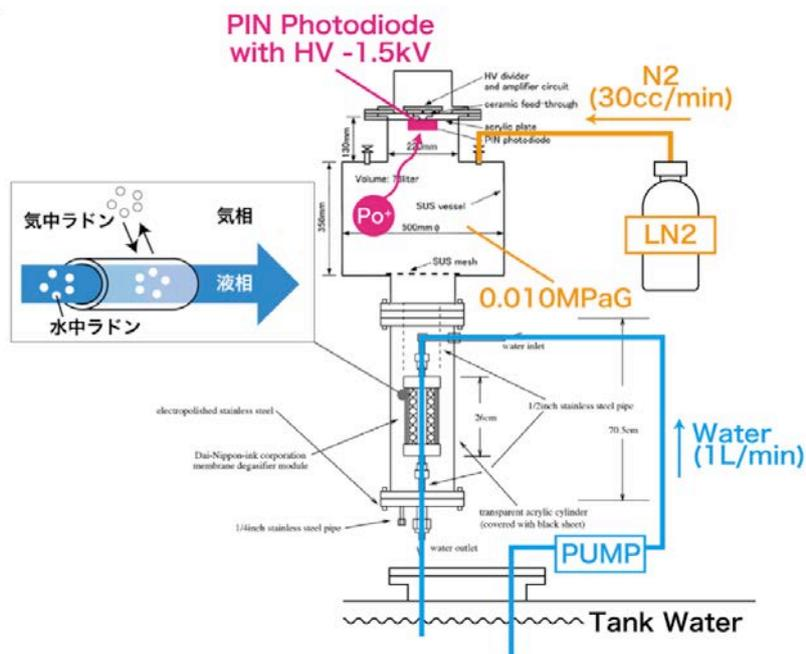 PIN Photodiode
with HV -1.5kV
HV divider
and amplifier circuit
ceramic feed-through
acrylic plate
PIN photodiode
N2
(30cc/min)
130mm
220mm
SUS vessel
Po+
350mm
500mmφ
LN2
SUS mesh
0.010MPaG
気中ラドン
気相
液相
水中ラドン
water inlet
electropolished stainless steel
1/2inch stainless steel pipe
26cm
70.5cm
Water
(1L/min)
Dai-Nippon-ink corporation
membrane degasifier module
transparent acrylic cylinder
(covered with black sheet)
1/4inch stainless steel pipe
water outlet
PUMP
Tank Water